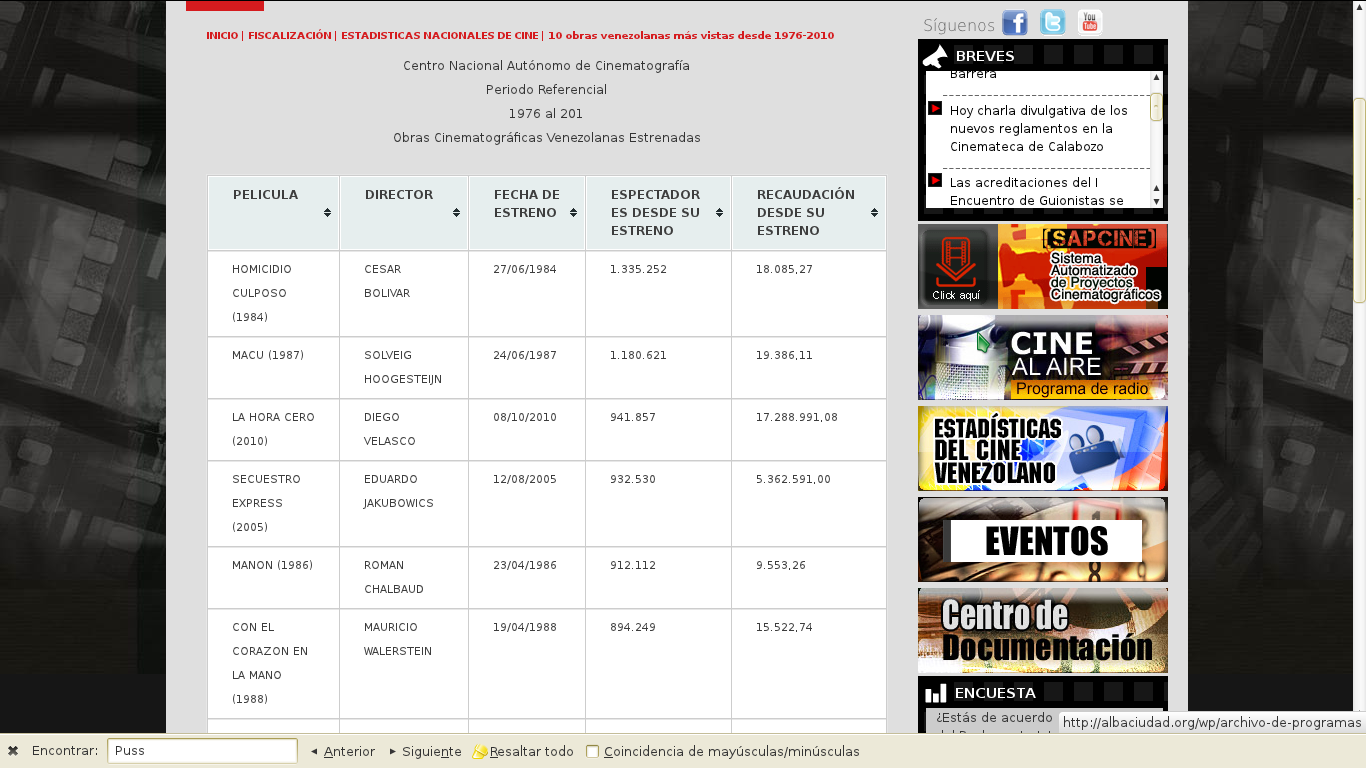 INICIO | FISCALIZACIÓN | ESTADISTICAS NACIONALES DE CINE | 10 obras venezolanas más vistas desde 1976-2010
Centro Nacional Autónomo de Cinematografía
Periodo Referencial
1976 al 201
Obras Cinematográficas Venezolanas Estrenadas
PELICULA
DIRECTOR
FECHA DE
ESTRENO
ESPECTADOR
ES DESDE SU
ESTRENO
RECAUDACIÓN
DESDE SU
ESTRENO
HOMICIDIO
CULPOSO
(1984)
CESAR
BOLIVAR
27/06/1984
1.335.252
18.085,27
MACU (1987)
SOLVEIG
HOOGESTEIJN
24/06/1987
1.180.621
19.386,11
LA HORA CERO
(2010)
DIEGO
VELASCO
08/10/2010
941.857
17.288.991,08
SECUESTRO
EXPRESS
(2005)
EDUARDO
JAKUBOWICS
12/08/2005
932.530
5.362.591,00
MANON (1986)
ROMAN
CHALBAUD
23/04/1986
912.112
9.553,26
CON EL
CORAZON EN
LA MANO
(1988)
MAURICIO
WALERSTEIN
19/04/1988
894.249
15.522,74
Síguenos
You
Tube
BREVES
Barrera
Hoy charla divulgativa de los
nuevos reglamentos en la
Cinemateca de Calabozo
Las acreditaciones del I
Encuentro de Guionistas se
Click aquí
[SAPCINE]
Sistema
Automatizado
de Proyectos
Cinematográficos
CINE
AL AIRE
Programa de radio
ESTADÍSTICAS
DEL CINE
VENEZOLANO
EVENTOS
Centro de
Documentación
ENCUESTA
¿Estás de acuerdo
http://albaciudad.org/wp/archivo-de-programas
Encontrar: Puss Anterior Siguiente Resaltar todo Coincidencia de mayúsculas/minúsculas